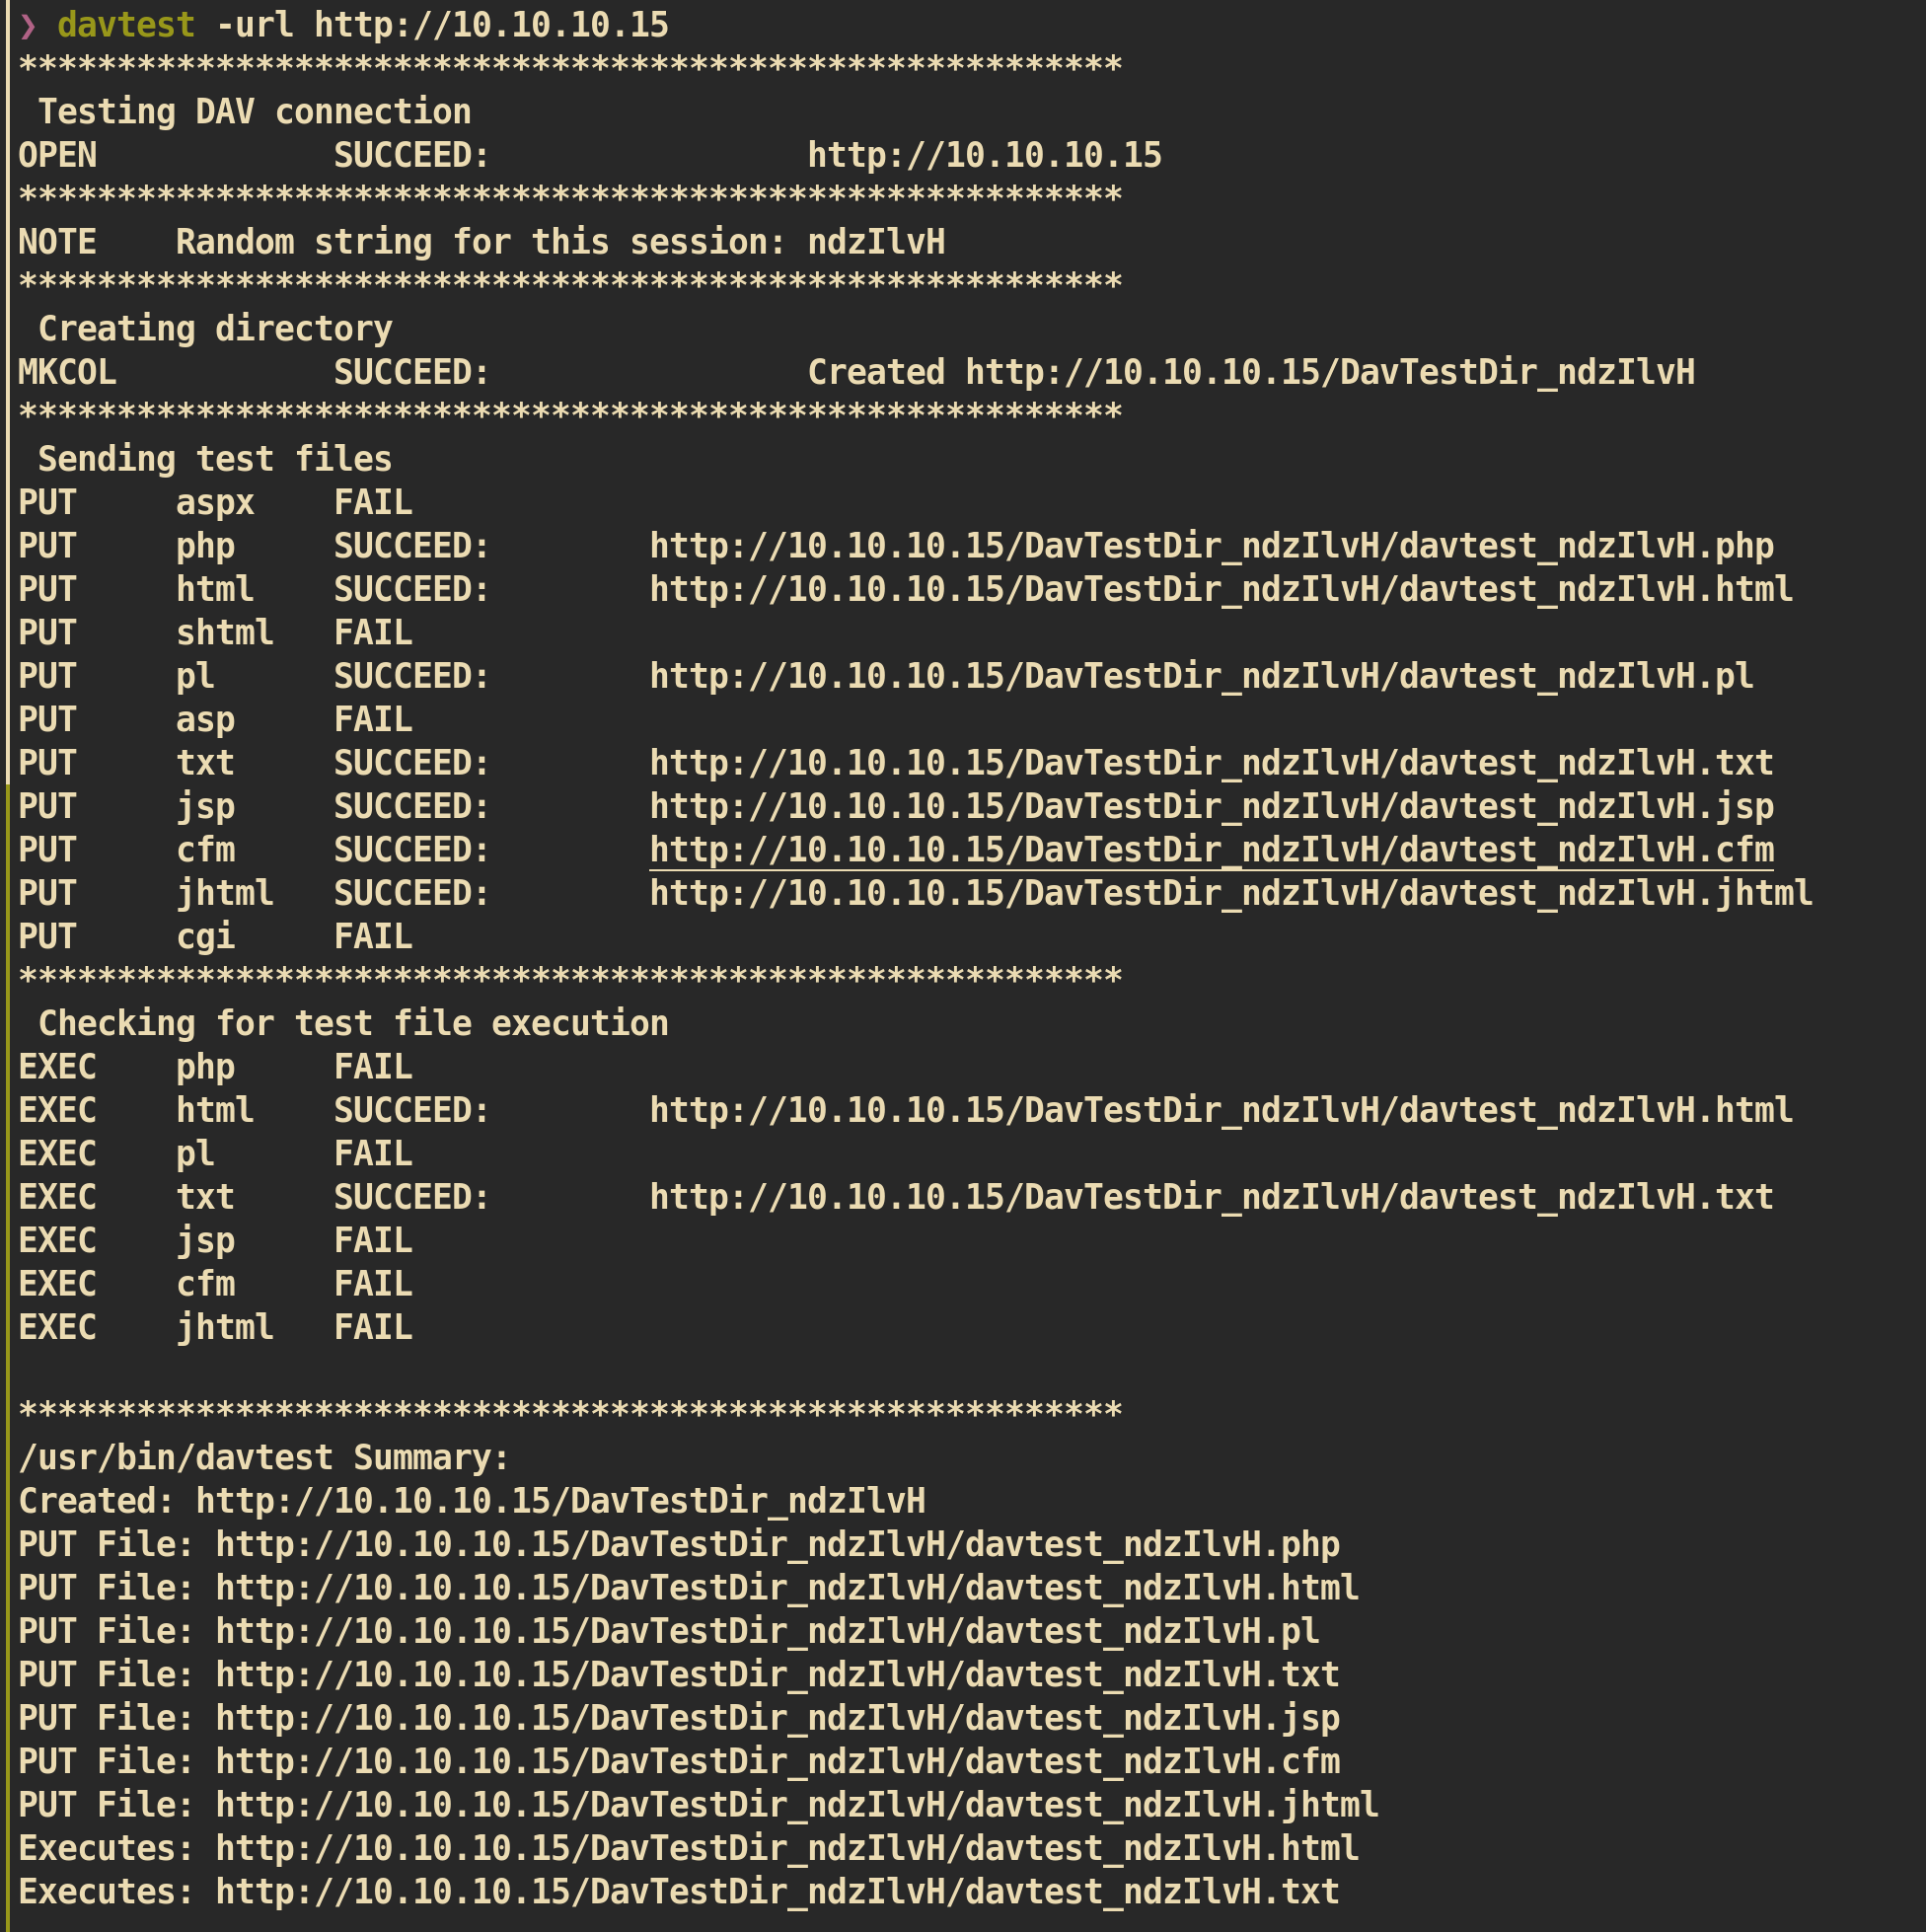 ❯ davtest -url http://10.10.10.15
********************************************************
 Testing DAV connection
OPEN            SUCCEED:                http://10.10.10.15
********************************************************
NOTE    Random string for this session: ndzIlvH
********************************************************
 Creating directory
MKCOL           SUCCEED:                Created http://10.10.10.15/DavTestDir_ndzIlvH
********************************************************
 Sending test files
PUT     aspx    FAIL
PUT     php     SUCCEED:        http://10.10.10.15/DavTestDir_ndzIlvH/davtest_ndzIlvH.php
PUT     html    SUCCEED:        http://10.10.10.15/DavTestDir_ndzIlvH/davtest_ndzIlvH.html
PUT     shtml   FAIL
PUT     pl      SUCCEED:        http://10.10.10.15/DavTestDir_ndzIlvH/davtest_ndzIlvH.pl
PUT     asp     FAIL
PUT     txt     SUCCEED:        http://10.10.10.15/DavTestDir_ndzIlvH/davtest_ndzIlvH.txt
PUT     jsp     SUCCEED:        http://10.10.10.15/DavTestDir_ndzIlvH/davtest_ndzIlvH.jsp
PUT     cfm     SUCCEED:        http://10.10.10.15/DavTestDir_ndzIlvH/davtest_ndzIlvH.cfm
PUT     jhtml   SUCCEED:        http://10.10.10.15/DavTestDir_ndzIlvH/davtest_ndzIlvH.jhtml
PUT     cgi     FAIL
********************************************************
 Checking for test file execution
EXEC    php     FAIL
EXEC    html    SUCCEED:        http://10.10.10.15/DavTestDir_ndzIlvH/davtest_ndzIlvH.html
EXEC    pl      FAIL
EXEC    txt     SUCCEED:        http://10.10.10.15/DavTestDir_ndzIlvH/davtest_ndzIlvH.txt
EXEC    jsp     FAIL
EXEC    cfm     FAIL
EXEC    jhtml   FAIL

********************************************************
/usr/bin/davtest Summary:
Created: http://10.10.10.15/DavTestDir_ndzIlvH
PUT File: http://10.10.10.15/DavTestDir_ndzIlvH/davtest_ndzIlvH.php
PUT File: http://10.10.10.15/DavTestDir_ndzIlvH/davtest_ndzIlvH.html
PUT File: http://10.10.10.15/DavTestDir_ndzIlvH/davtest_ndzIlvH.pl
PUT File: http://10.10.10.15/DavTestDir_ndzIlvH/davtest_ndzIlvH.txt
PUT File: http://10.10.10.15/DavTestDir_ndzIlvH/davtest_ndzIlvH.jsp
PUT File: http://10.10.10.15/DavTestDir_ndzIlvH/davtest_ndzIlvH.cfm
PUT File: http://10.10.10.15/DavTestDir_ndzIlvH/davtest_ndzIlvH.jhtml
Executes: http://10.10.10.15/DavTestDir_ndzIlvH/davtest_ndzIlvH.html
Executes: http://10.10.10.15/DavTestDir_ndzIlvH/davtest_ndzIlvH.txt